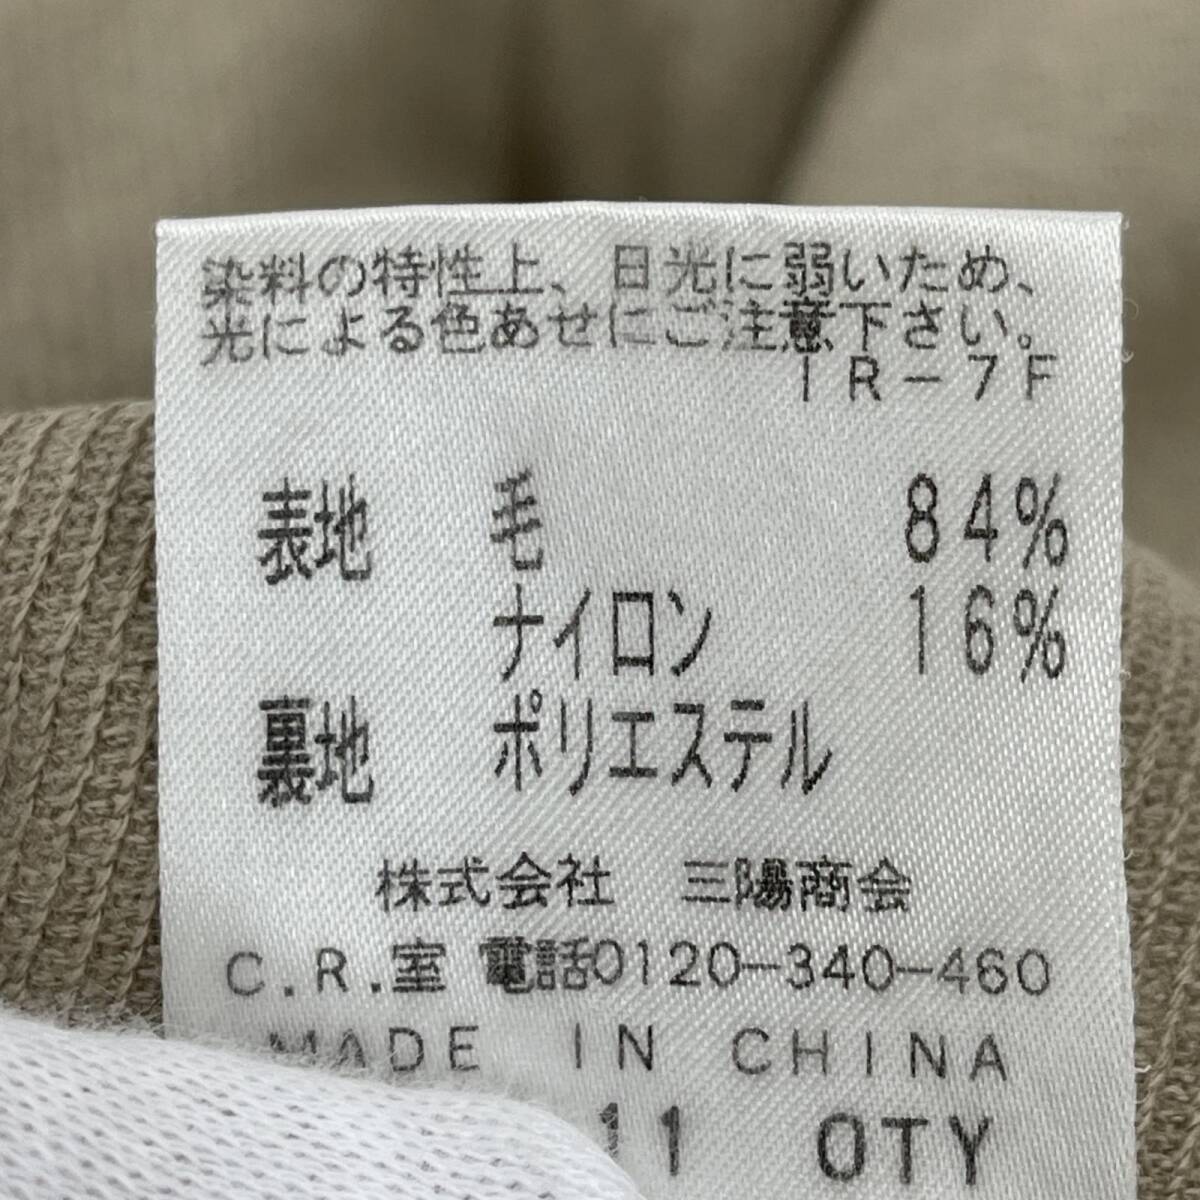 染料の特性上、日光に弱いため、
光による色あせにご注意下さい。
IR-7F
表地 毛 84%
ナイロン 16%
裏地 ポリエステル
株式会社 三陽商会
C.R.室 電話0120-340-460
MADE IN CHINA
11 OTY